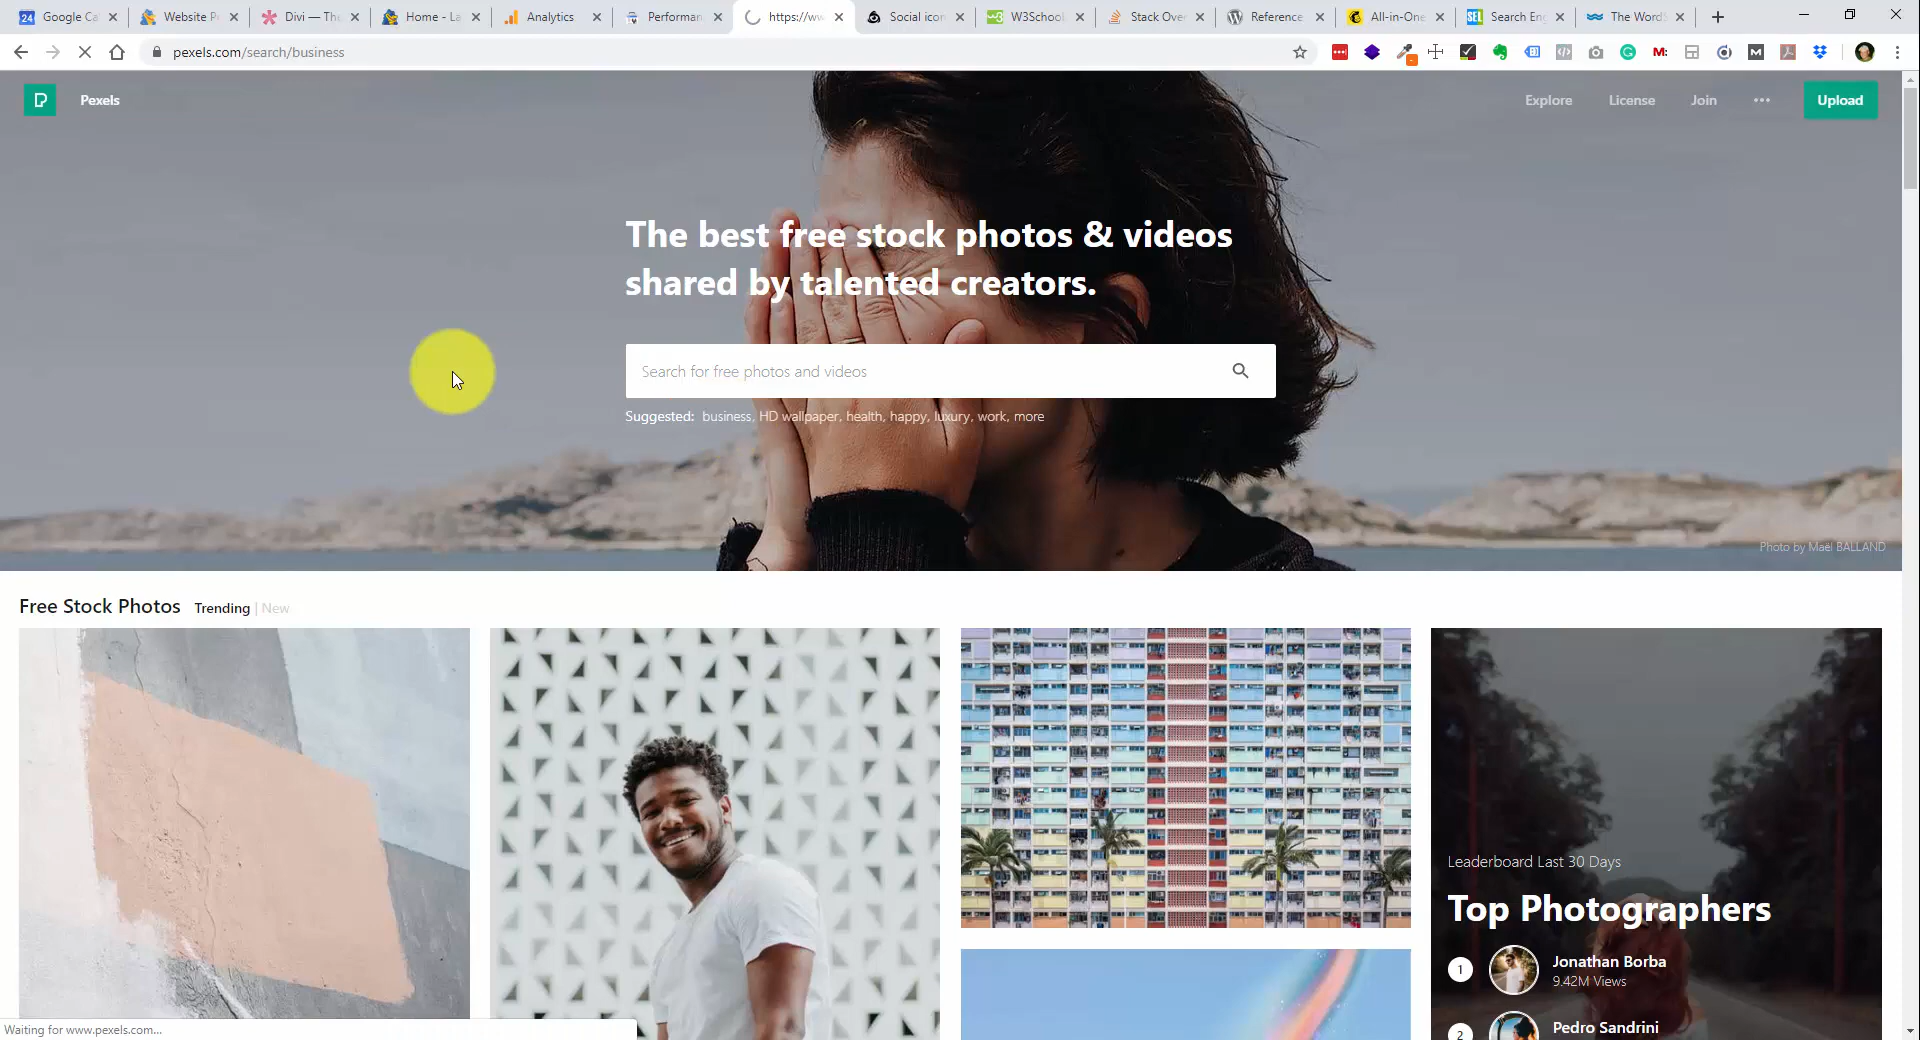 Google Ca
Website P
Divi — The
Home - La
Analytics
Performan
https://ww
Social icon
W3School
Stack Over
Reference
All-in-One
Search Eng
The Word
pexels.com/search/business
Pexels
Explore
License
Join
Upload
The best free stock photos & videos
shared by talented creators.
Search for free photos and videos
Suggested: business, HD wallpaper, health, happy, luxury, work, more
Photo by Maël BALLAND
Free Stock Photos Trending | New
Leaderboard Last 30 Days
Top Photographers
1
Jonathan Borba
9.42M Views
2
Pedro Sandrini
Waiting for www.pexels.com...